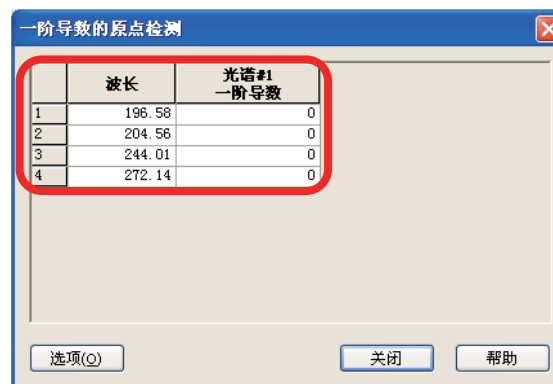 一阶导数的原点检测
波长 光谱#1 一阶导数
1 196.58 0
2 204.56 0
3 244.01 0
4 272.14 0
选项(O) 关闭 帮助